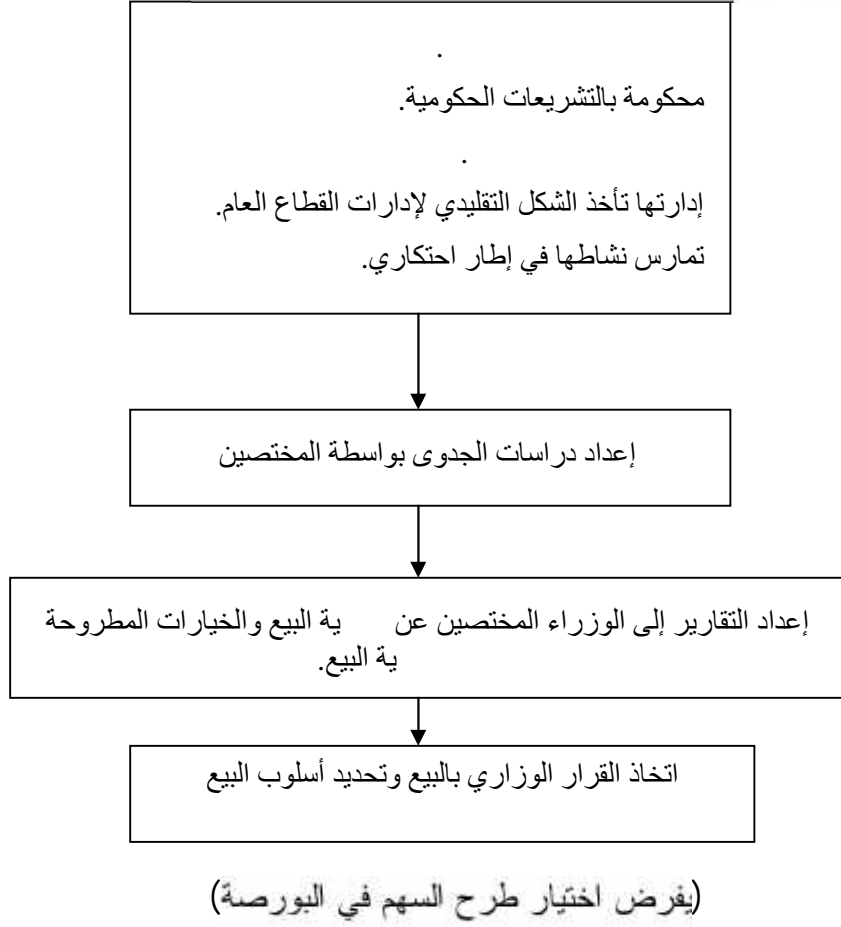 .
محكومة بالتشريعات الحكومية.
.
إدارتها تأخذ الشكل التقليدي لإدارات القطاع العام.
تمارس نشاطها في إطار احتكاري.
إعداد دراسات الجدوى بواسطة المختصين
إعداد التقارير إلى الوزراء المختصين عن ية البيع والخيارات المطروحة
ية البيع.
اتخاذ القرار الوزاري بالبيع وتحديد أسلوب البيع
(يفرض اختيار طرح السهم في البورصة)